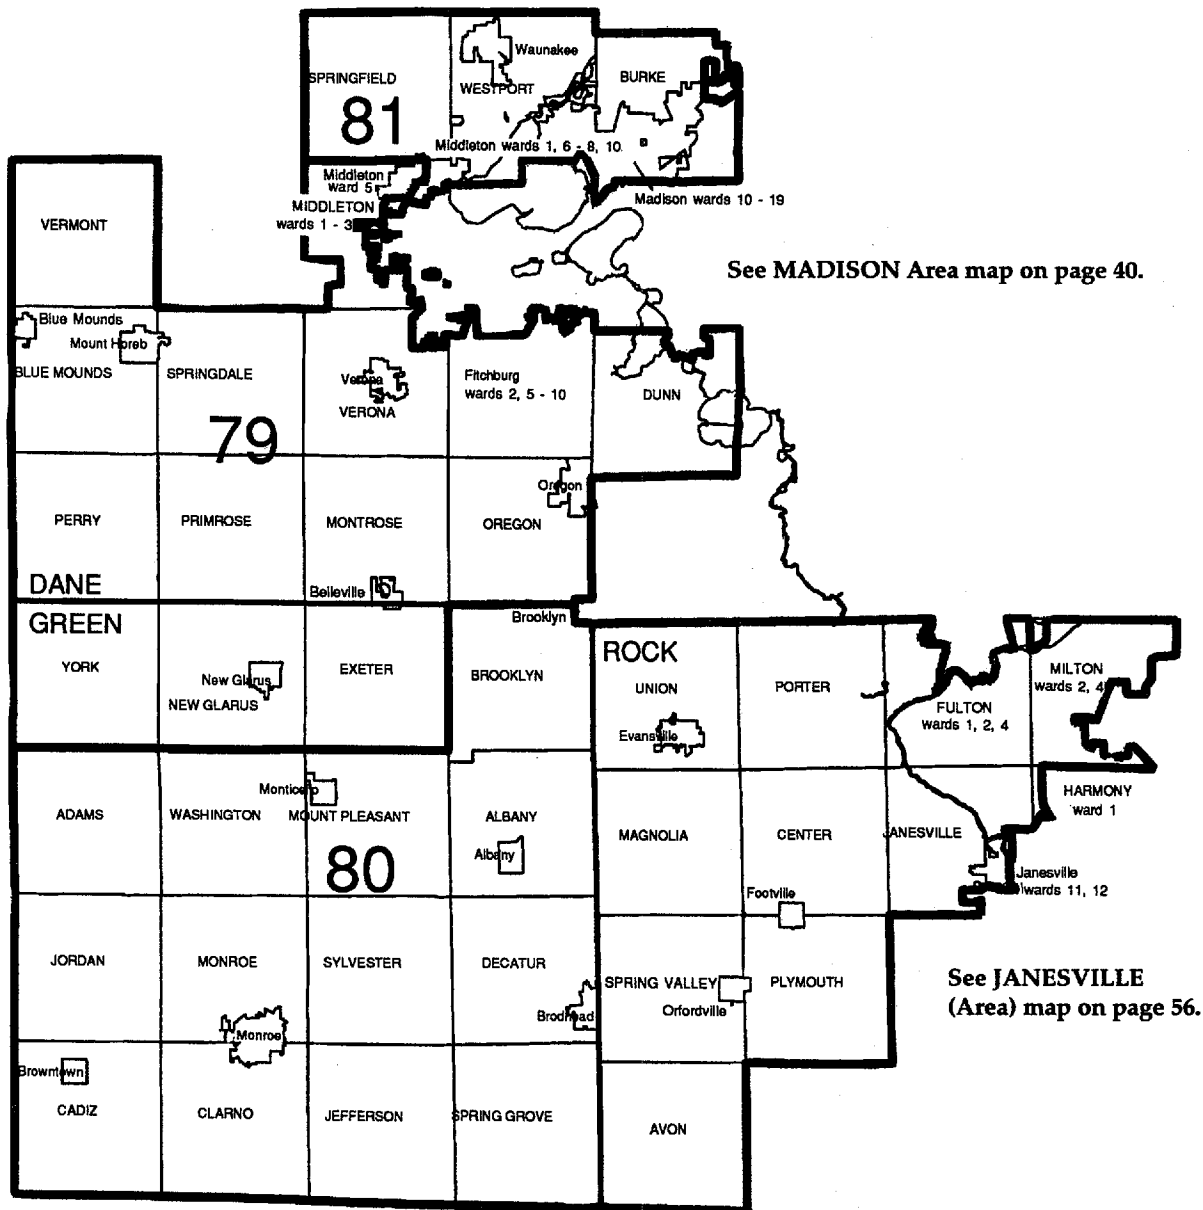 Waunakee
SPRINGFIELD
WESTPORT
BURKE
81
Middleton wards 1, 6 - 8, 10
Middleton
ward 5
Madison wards 10 - 19
MIDDLETON
wards 1 - 3
VERMONT
See MADISON Area map on page 40.
Blue Mounds
Mount Horeb
BLUE MOUNDS
SPRINGDALE
Verona
VERONA
Fitchburg
wards 2, 5 - 10
DUNN
79
Oregon
PERRY
PRIMROSE
MONTROSE
OREGON
DANE
Belleville
GREEN
Brooklyn
YORK
EXETER
BROOKLYN
New Glarus
NEW GLARUS
ROCK
UNION
PORTER
MILTON
wards 2, 4
FULTON
wards 1, 2, 4
Evansville
Monticello
ADAMS
WASHINGTON
MOUNT PLEASANT
ALBANY
MAGNOLIA
CENTER
JANESVILLE
HARMONY
ward 1
Albany
80
Janesville
wards 11, 12
Footville
JORDAN
MONROE
SYLVESTER
DECATUR
SPRING VALLEY
PLYMOUTH
See JANESVILLE
(Area) map on page 56.
Orfordville
Brodhead
Monroe
Browntown
CADIZ
CLARNO
JEFFERSON
SPRING GROVE
AVON